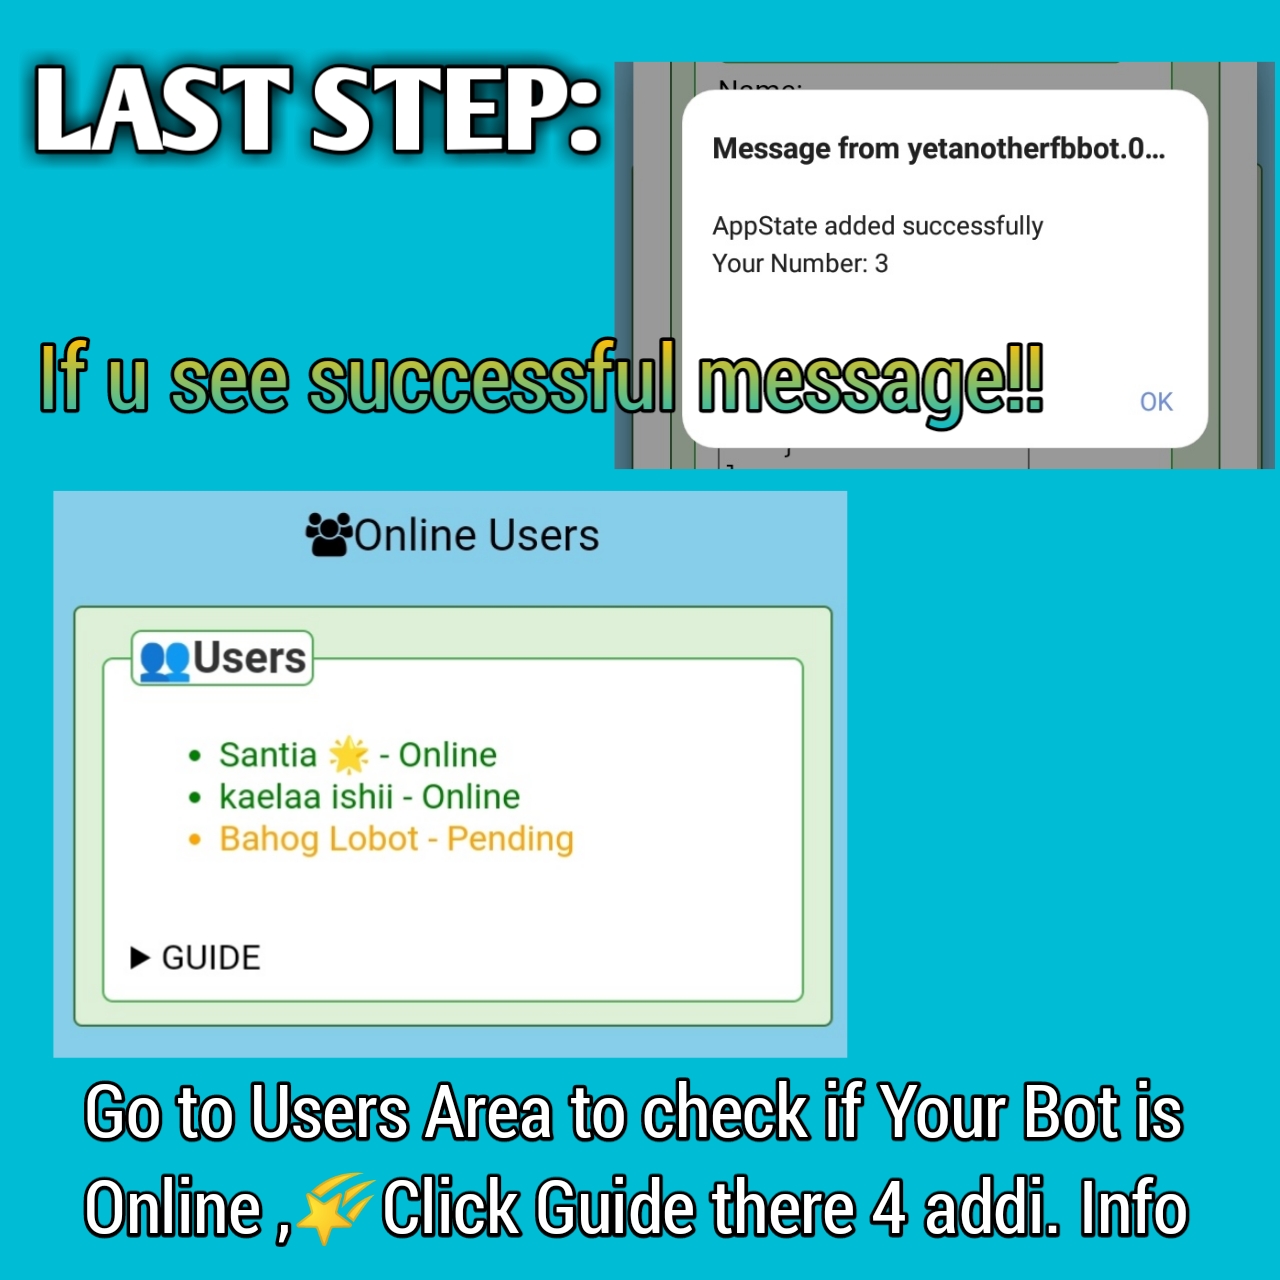 LAST STEP:
Name:
Message from yetanotherfbbot.0...
AppState added successfully
Your Number: 3
If u see successful message!!
OK
Online Users
Users
Santia 🌟 - Online
kaelaa ishii - Online
Bahog Lobot - Pending
GUIDE
Go to Users Area to check if Your Bot is
Online ,🌠Click Guide there 4 addi. Info